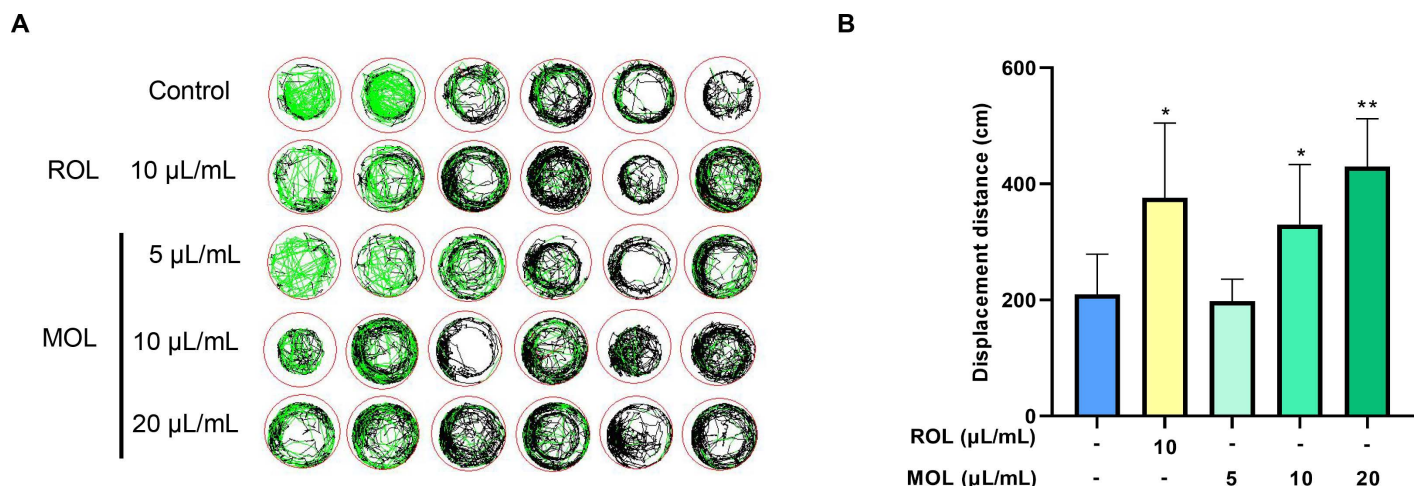 A
Control
ROL 10 µL/mL
5 µL/mL
MOL 10 µL/mL
20 µL/mL
B
Displacement distance (cm)
600
400
200
0
* * **
ROL (µL/mL) - 10 - - -
MOL (µL/mL) - - 5 10 20